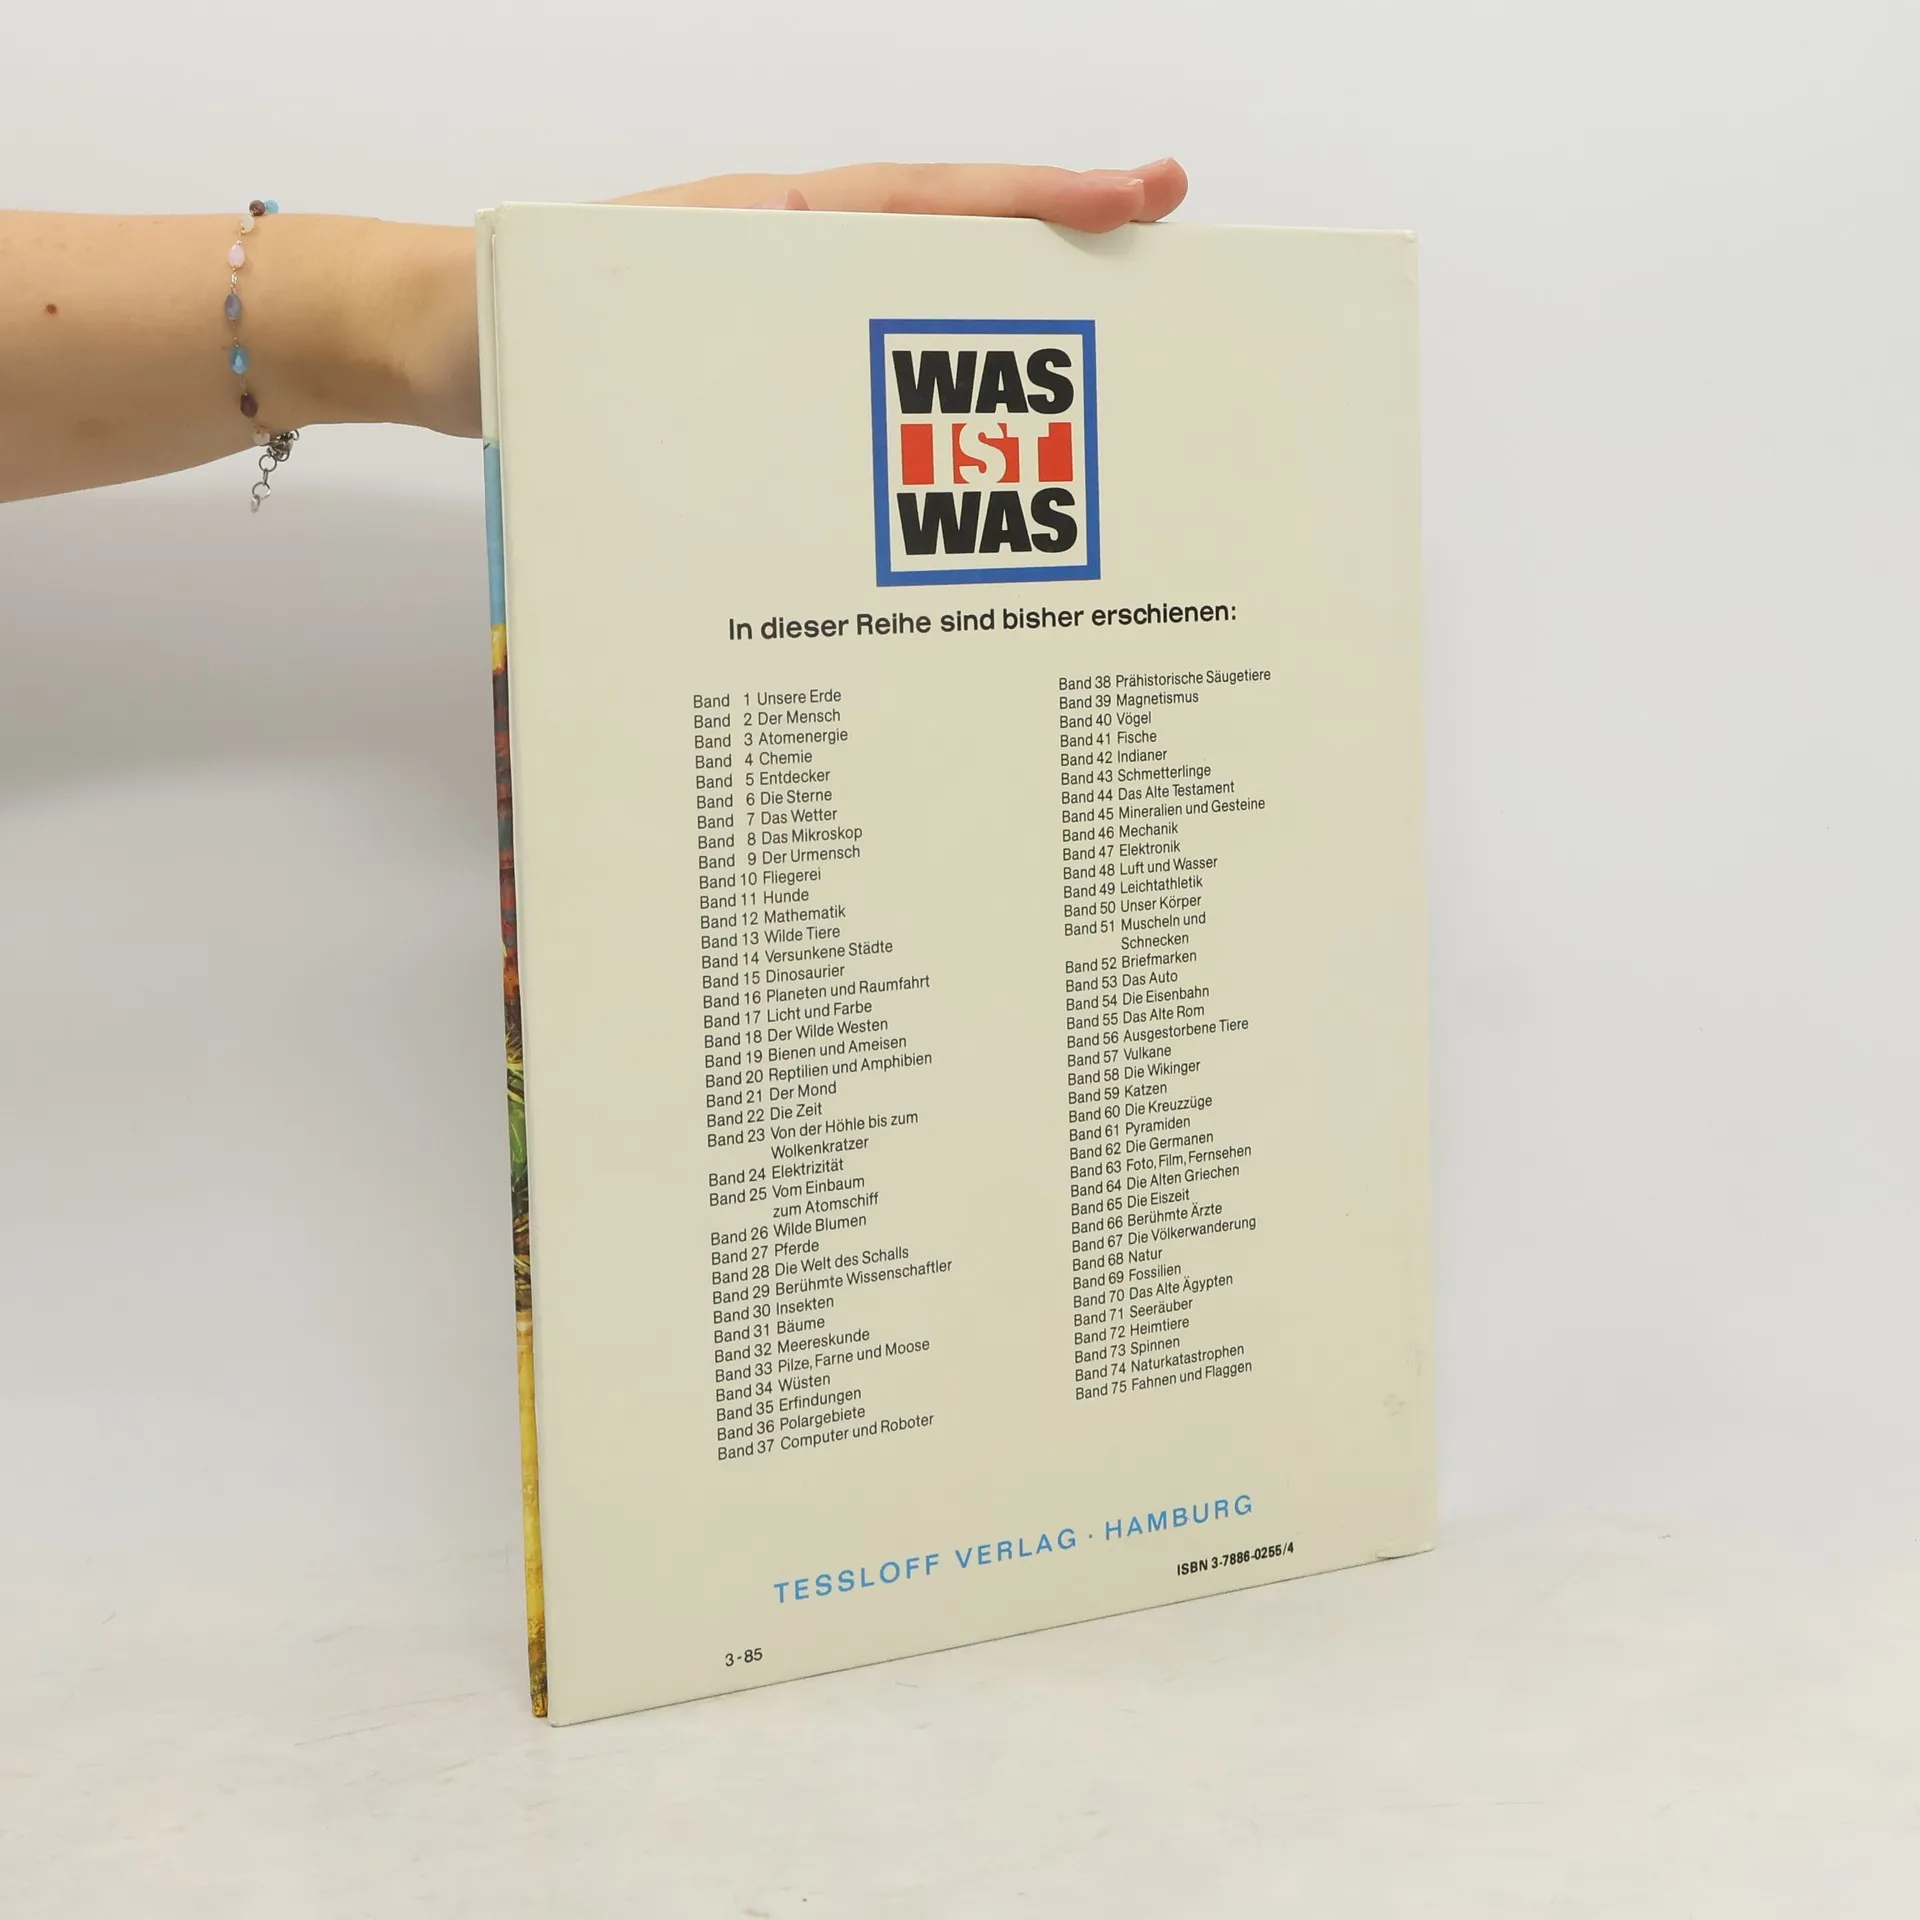 WAS
IST
WAS
In dieser Reihe sind bisher erschienen:
Band 1 Unsere Erde
Band 2 Der Mensch
Band 3 Atomenergie
Band 4 Chemie
Band 5 Entdecker
Band 6 Die Sterne
Band 7 Das Wetter
Band 8 Das Mikroskop
Band 9 Der Urmensch
Band 10 Fliegerei
Band 11 Hunde
Band 12 Mathematik
Band 13 Wilde Tiere
Band 14 Versunkene Städte
Band 15 Dinosaurier
Band 16 Planeten und Raumfahrt
Band 17 Licht und Farbe
Band 18 Der Wilde Westen
Band 19 Bienen und Ameisen
Band 20 Reptilien und Amphibien
Band 21 Der Mond
Band 22 Die Zeit
Band 23 Von der Höhle bis zum
Wolkenkratzer
Band 24 Elektrizität
Band 25 Vom Einbaum
zum Atomschiff
Band 26 Wilde Blumen
Band 27 Pferde
Band 28 Die Welt des Schalls
Band 29 Berühmte Wissenschaftler
Band 30 Insekten
Band 31 Bäume
Band 32 Meereskunde
Band 33 Pilze, Farne und Moose
Band 34 Wüsten
Band 35 Erfindungen
Band 36 Polargebiete
Band 37 Computer und Roboter
Band 38 Prähistorische Säugetiere
Band 39 Magnetismus
Band 40 Vögel
Band 41 Fische
Band 42 Indianer
Band 43 Schmetterlinge
Band 44 Das Alte Testament
Band 45 Mineralien und Gesteine
Band 46 Mechanik
Band 47 Elektronik
Band 48 Luft und Wasser
Band 49 Leichtathletik
Band 50 Unser Körper
Band 51 Muscheln und
Schnecken
Band 52 Briefmarken
Band 53 Das Auto
Band 54 Die Eisenbahn
Band 55 Das Alte Rom
Band 56 Ausgestorbene Tiere
Band 57 Vulkane
Band 58 Die Wikinger
Band 59 Katzen
Band 60 Die Kreuzzüge
Band 61 Pyramiden
Band 62 Die Germanen
Band 63 Foto, Film, Fernsehen
Band 64 Die Alten Griechen
Band 65 Die Eiszeit
Band 66 Berühmte Ärzte
Band 67 Die Völkerwanderung
Band 68 Natur
Band 69 Fossilien
Band 70 Das Alte Ägypten
Band 71 Seeräuber
Band 72 Heimtiere
Band 73 Spinnen
Band 74 Naturkatastrophen
Band 75 Fahnen und Flaggen
TESSLOFF VERLAG · HAMBURG
ISBN 3-7886-0255/4
3-85